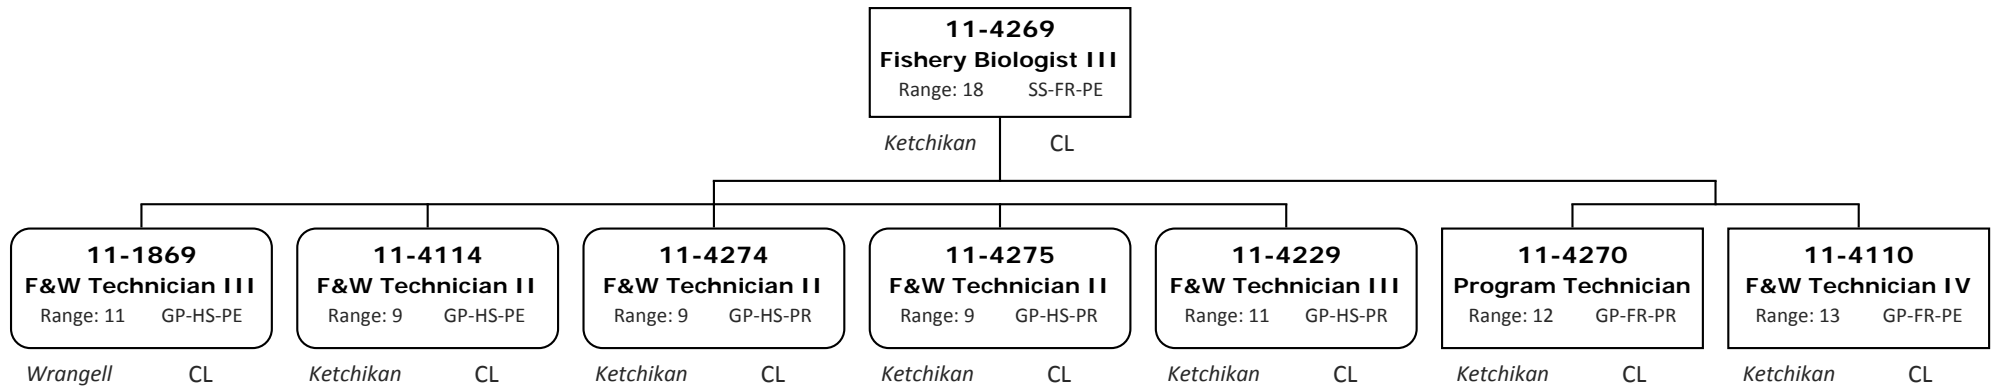 11-4269
Fishery Biologist III
Range: 18 SS-FR-PE
Ketchikan CL
11-1869
F&W Technician III
Range: 11 GP-HS-PE
Wrangell CL
11-4114
F&W Technician II
Range: 9 GP-HS-PE
Ketchikan CL
11-4274
F&W Technician II
Range: 9 GP-HS-PR
Ketchikan CL
11-4275
F&W Technician II
Range: 9 GP-HS-PR
Ketchikan CL
11-4229
F&W Technician III
Range: 11 GP-HS-PR
Ketchikan CL
11-4270
Program Technician
Range: 12 GP-FR-PR
Ketchikan CL
11-4110
F&W Technician IV
Range: 13 GP-FR-PE
Ketchikan CL